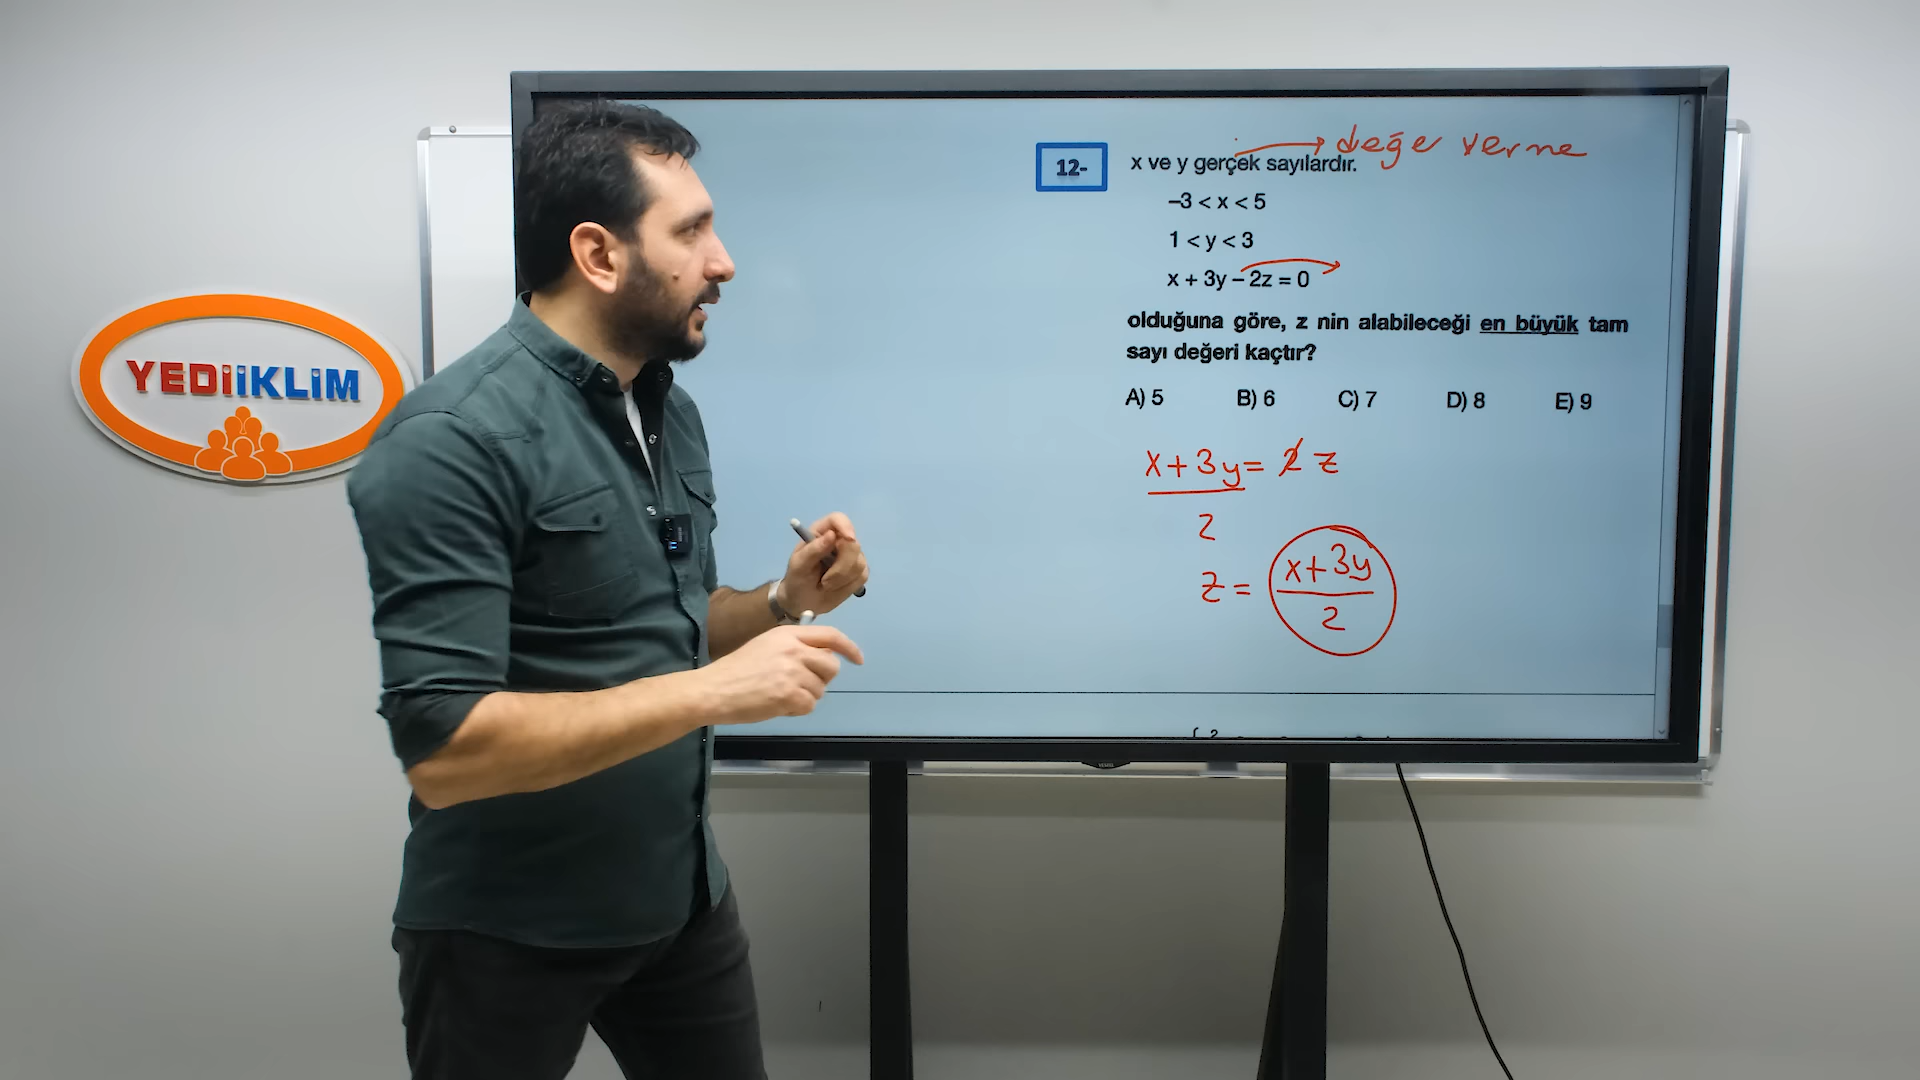 YEDİİKLİM
değer verme
12-
x ve y gerçek sayılardır.
–3 < x < 5
1 < y < 3
x + 3y – 2z = 0
olduğuna göre, z nin alabileceği en büyük tam
sayı değeri kaçtır?
A) 5 B) 6 C) 7 D) 8 E) 9
x+3y = 2 z
2
z = x+3y
2